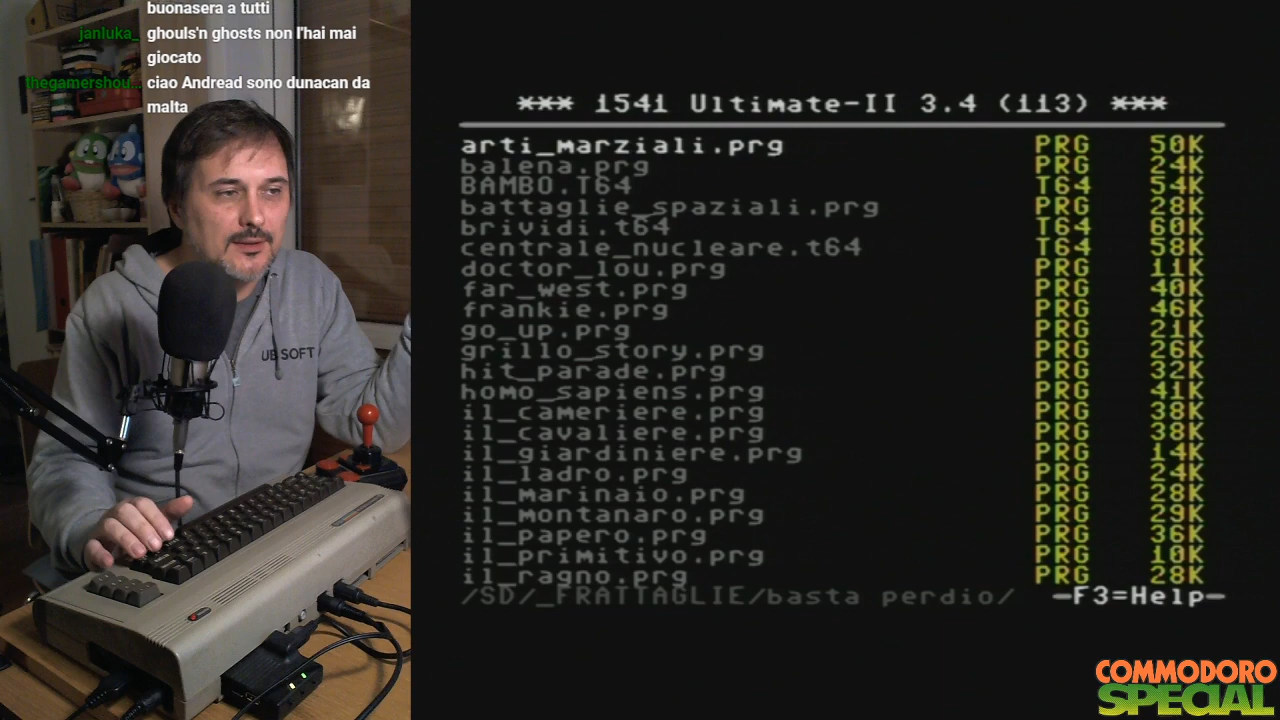 buonasera a tutti
janluka_ ghouls'n ghosts non l'hai mai
giocato
thegamershou... ciao Andread sono dunacan da
malta
UBISOFT
*** 1541 Ultimate-II 3.4 (113) ***
arti_marziali.prg PRG 50K
balena.prg PRG 24K
BAMBO.T64 T64 54K
battaglie_spaziali.prg PRG 28K
brividi.t64 T64 60K
centrale_nucleare.t64 T64 58K
doctor_lou.prg PRG 11K
far_west.prg PRG 40K
frankie.prg PRG 46K
go_up.prg PRG 21K
grillo_story.prg PRG 26K
hit_parade.prg PRG 32K
homo_sapiens.prg PRG 41K
il_cameriere.prg PRG 38K
il_cavaliere.prg PRG 38K
il_giardiniere.prg PRG 14K
il_ladro.prg PRG 24K
il_marinaio.prg PRG 28K
il_montanaro.prg PRG 29K
il_papero.prg PRG 36K
il_primitivo.prg PRG 10K
il_ragno.prg PRG 28K
/SD/_FRATTAGLIE/basta perdio/ —F3=Help—
COMMODORO
SPECIAL